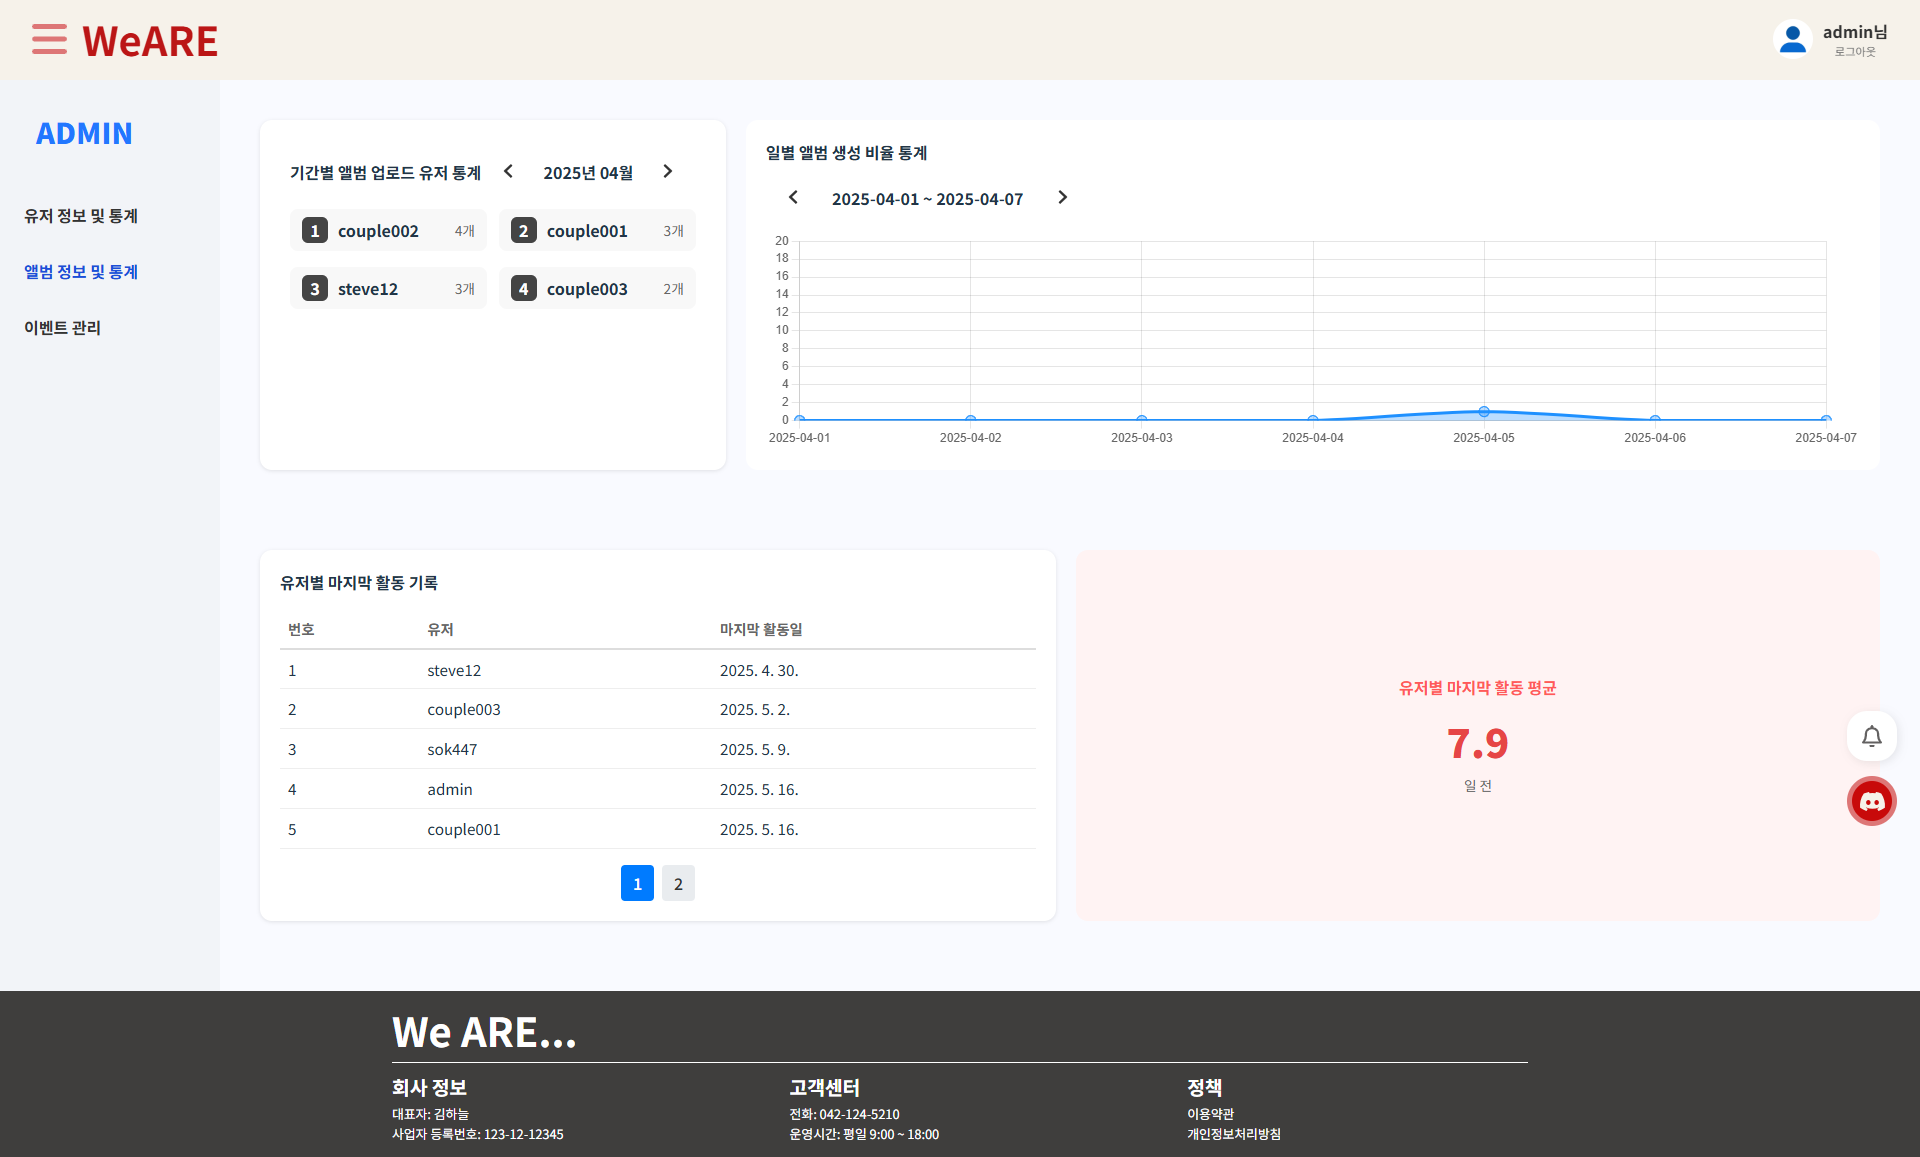 WeARE
admin님
로그아웃
ADMIN
유저 정보 및 통계
앨범 정보 및 통계
이벤트 관리
기간별 앨범 업로드 유저 통계
2025년 04월
1 couple002 4개
2 couple001 3개
3 steve12 3개
4 couple003 2개
일별 앨범 생성 비율 통계
2025-04-01 ~ 2025-04-07
20
18
16
14
12
10
8
6
4
2
0
2025-04-01 2025-04-02 2025-04-03 2025-04-04 2025-04-05 2025-04-06 2025-04-07
유저별 마지막 활동 기록
번호 유저 마지막 활동일
1 steve12 2025. 4. 30.
2 couple003 2025. 5. 2.
3 sok447 2025. 5. 9.
4 admin 2025. 5. 16.
5 couple001 2025. 5. 16.
1 2
유저별 마지막 활동 평균
7.9
일 전
We ARE...
회사 정보
대표자: 김하늘
사업자 등록번호: 123-12-12345
고객센터
전화: 042-124-5210
운영시간: 평일 9:00 ~ 18:00
정책
이용약관
개인정보처리방침